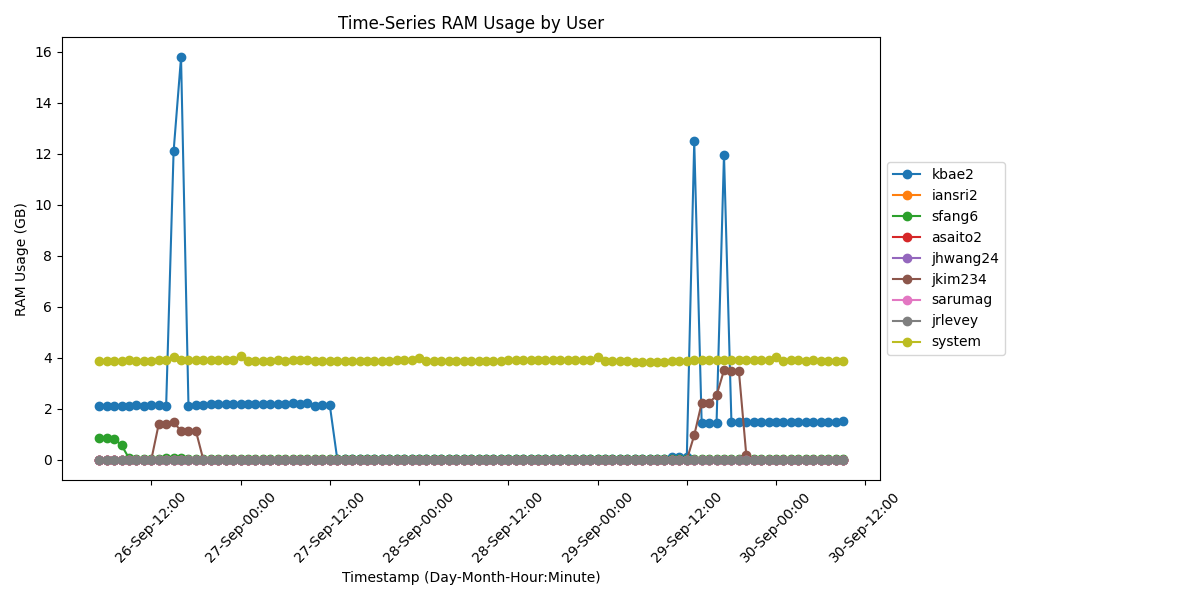 Time-Series RAM Usage by User
16
14
12
10
8
6
4
2
0
RAM Usage (GB)
26-Sep-12:00
27-Sep-00:00
27-Sep-12:00
28-Sep-00:00
28-Sep-12:00
29-Sep-00:00
29-Sep-12:00
30-Sep-00:00
30-Sep-12:00
Timestamp (Day-Month-Hour:Minute)
kbae2
iansri2
sfang6
asaito2
jhwang24
jkim234
sarumag
jrlevey
system